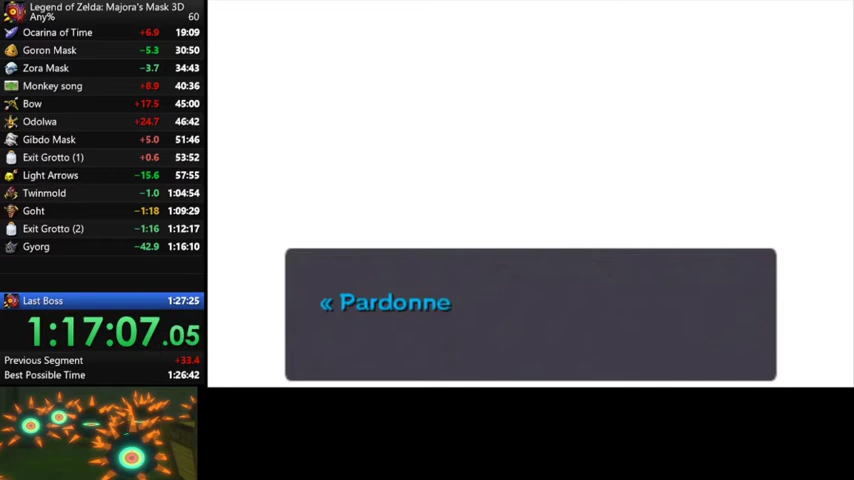 Legend of Zelda: Majora's Mask 3D
Any% 60
Ocarina of Time +6.9 19:09
Goron Mask −5.3 30:50
Zora Mask −3.7 34:43
Monkey song +8.9 40:36
Bow +17.5 45:00
Odolwa +24.7 46:42
Gibdo Mask +5.0 51:46
Exit Grotto (1) +0.6 53:52
Light Arrows −15.6 57:55
Twinmold −1.0 1:04:54
Goht −1:18 1:09:29
Exit Grotto (2) −1:16 1:12:17
Gyorg −42.9 1:16:10
Last Boss 1:27:25
1:17:07.05
Previous Segment +33.4
Best Possible Time 1:26:42
« Pardonne